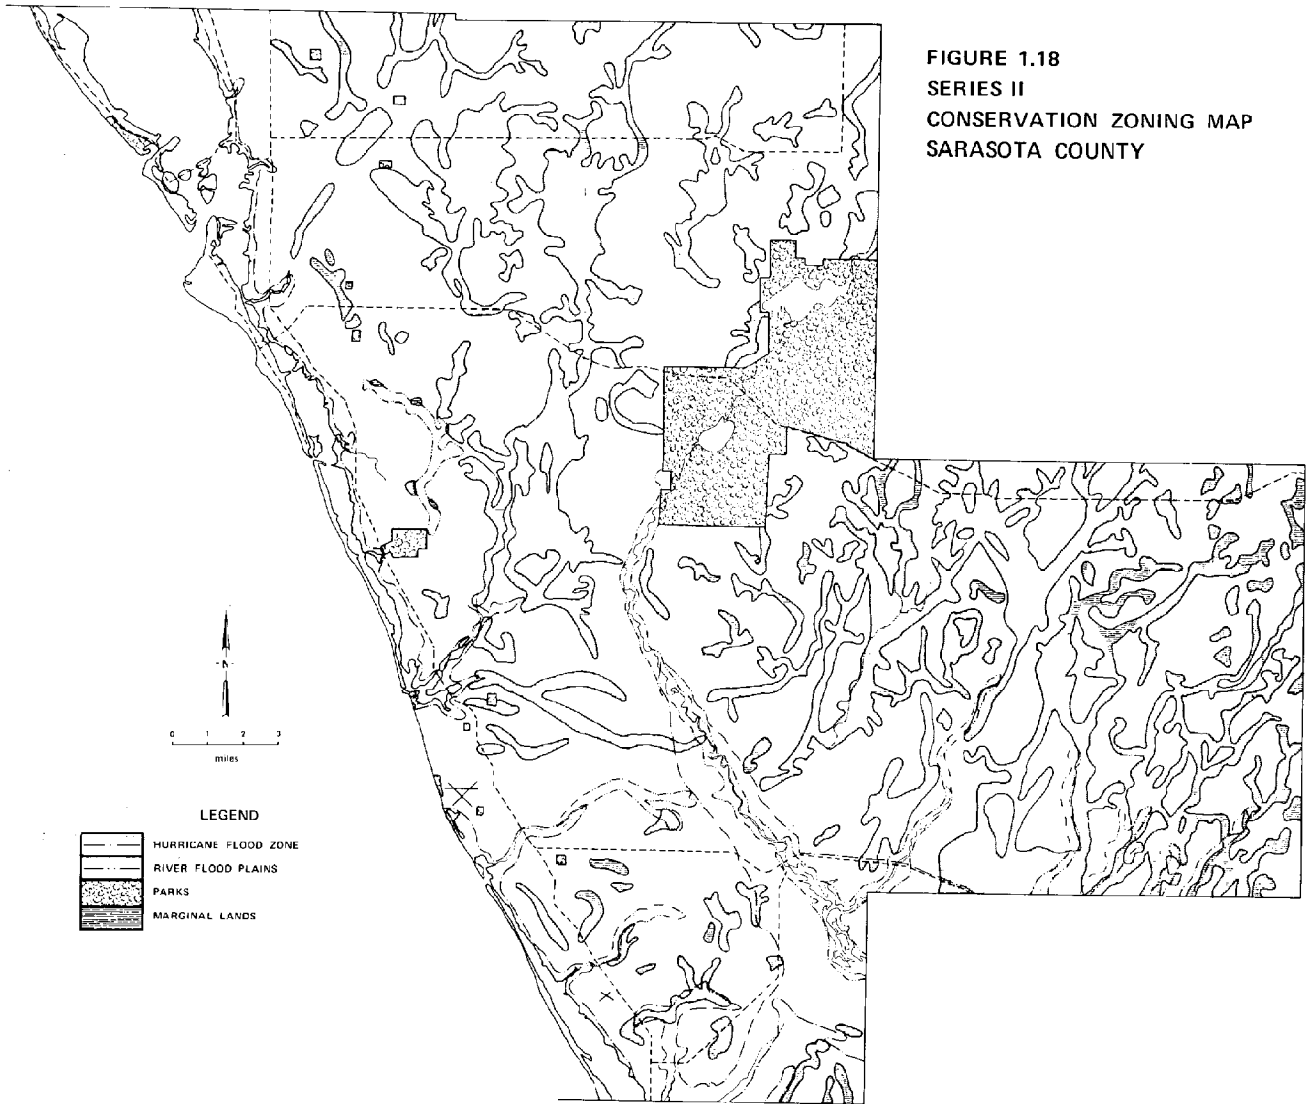 FIGURE 1.18
SERIES II
CONSERVATION ZONING MAP
SARASOTA COUNTY
N
0 1 2 3
miles
LEGEND
HURRICANE FLOOD ZONE
RIVER FLOOD PLAINS
PARKS
MARGINAL LANDS